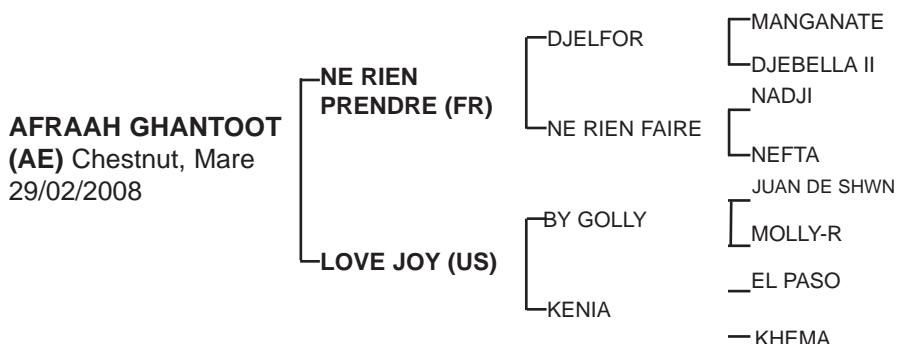 AFRAAH GHANTOOT
(AE) Chestnut, Mare
29/02/2008
NE RIEN
PRENDRE (FR)
LOVE JOY (US)
DJELFOR
NE RIEN FAIRE
BY GOLLY
KENIA
MANGANATE
DJEBELLA II
NADJI
NEFTA
JUAN DE SHWN
MOLLY-R
EL PASO
KHEMA